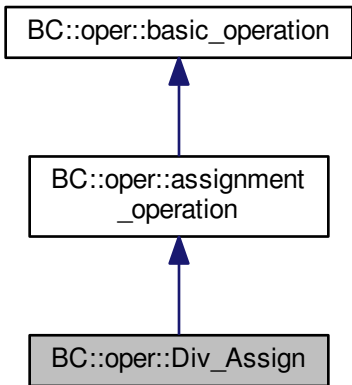 BC::oper::basic_operation
BC::oper::assignment
_operation
BC::oper::Div_Assign